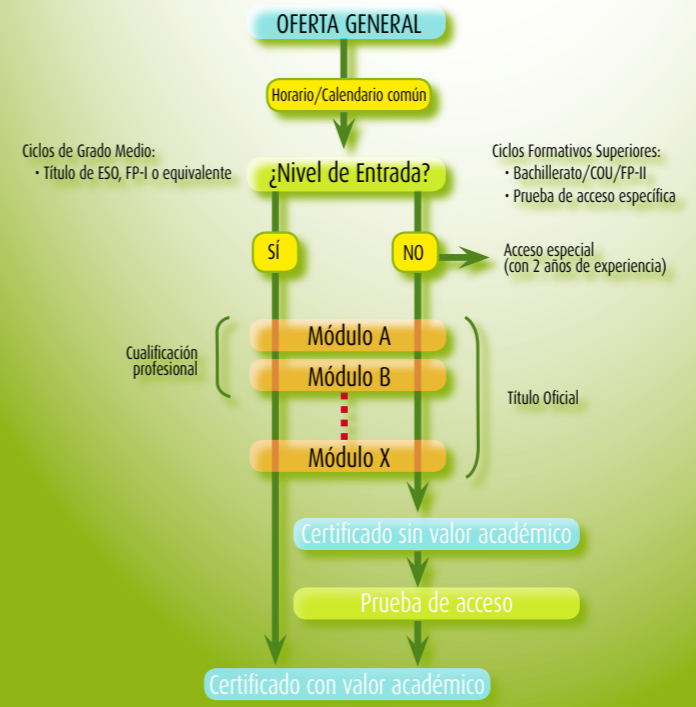 OFERTA GENERAL
Horario/Calendario común
Ciclos de Grado Medio:
· Título de ESO, FP-I o equivalente
¿Nivel de Entrada?
Ciclos Formativos Superiores:
· Bachillerato/COU/FP-II
· Prueba de acceso específica
SÍ
NO
Acceso especial
(con 2 años de experiencia)
Cualificación
profesional
Módulo A
Módulo B
Módulo X
Título Oficial
Certificado sin valor académico
Prueba de acceso
Certificado con valor académico